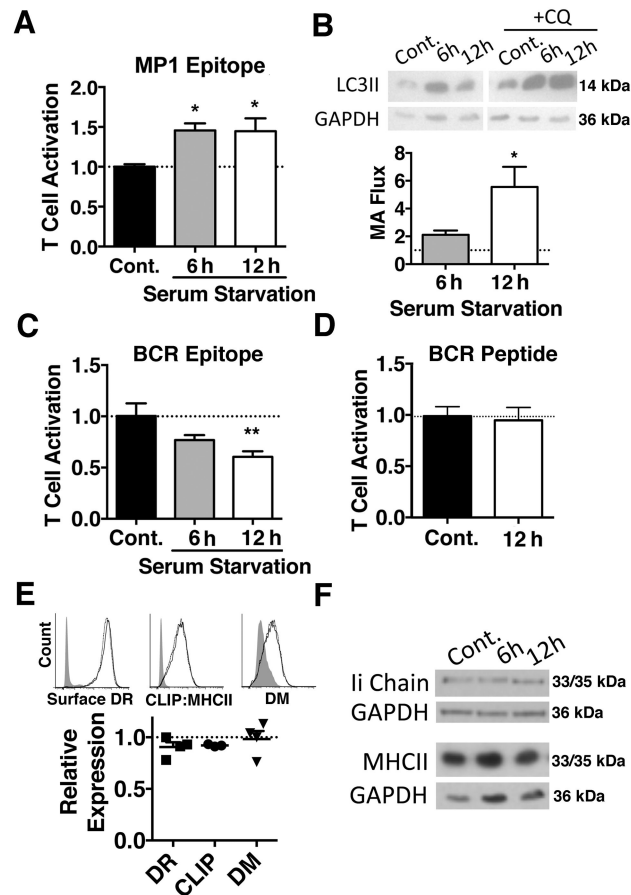 A
MP1 Epitope
T Cell Activation
2.0
1.5
1.0
0.5
0.0
* *
Cont. 6 h 12 h
Serum Starvation
B
+CQ
Cont. 6h 12h Cont. 6h 12h
LC3II 14 kDa
GAPDH 36 kDa
MA Flux
8
6
4
2
0
*
6 h 12 h
Serum Starvation
C
BCR Epitope
T Cell Activation
1.5
1.0
0.5
0.0
**
Cont. 6 h 12 h
Serum Starvation
D
BCR Peptide
T Cell Activation
1.5
1.0
0.5
0.0
Cont. 12 h
E
Count
Surface DR CLIP:MHCII DM
Relative
Expression
1.0
0.5
0.0
DR CLIP DM
F
Cont. 6h 12h
Ii Chain 33/35 kDa
GAPDH 36 kDa
MHCII 33/35 kDa
GAPDH 36 kDa